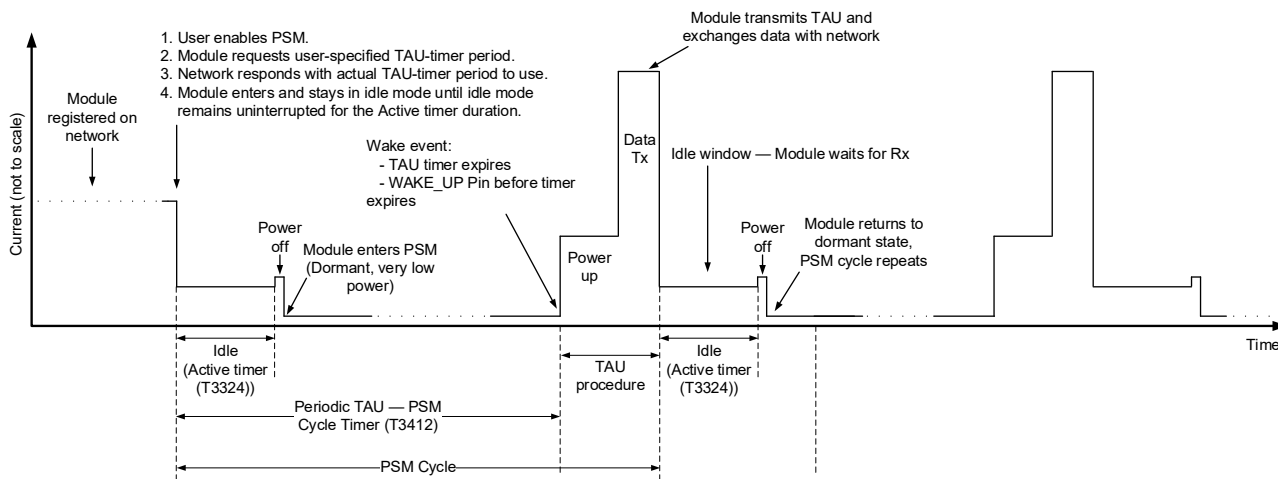 Module transmits TAU and
exchanges data with network
1. User enables PSM.
2. Module requests user-specified TAU-timer period.
3. Network responds with actual TAU-timer period to use.
4. Module enters and stays in idle mode until idle mode
remains uninterrupted for the Active timer duration.
Module
registered on
network
Current (not to scale)
Wake event:
- TAU timer expires
- WAKE_UP Pin before timer
expires
Data
Tx
Idle window — Module waits for Rx
Power
off
Module enters PSM
(Dormant, very low
power)
Power
up
Power
off
Module returns to
dormant state,
PSM cycle repeats
Time
Idle
(Active timer
(T3324))
TAU
procedure
Idle
(Active timer
(T3324))
Periodic TAU — PSM
Cycle Timer (T3412)
PSM Cycle